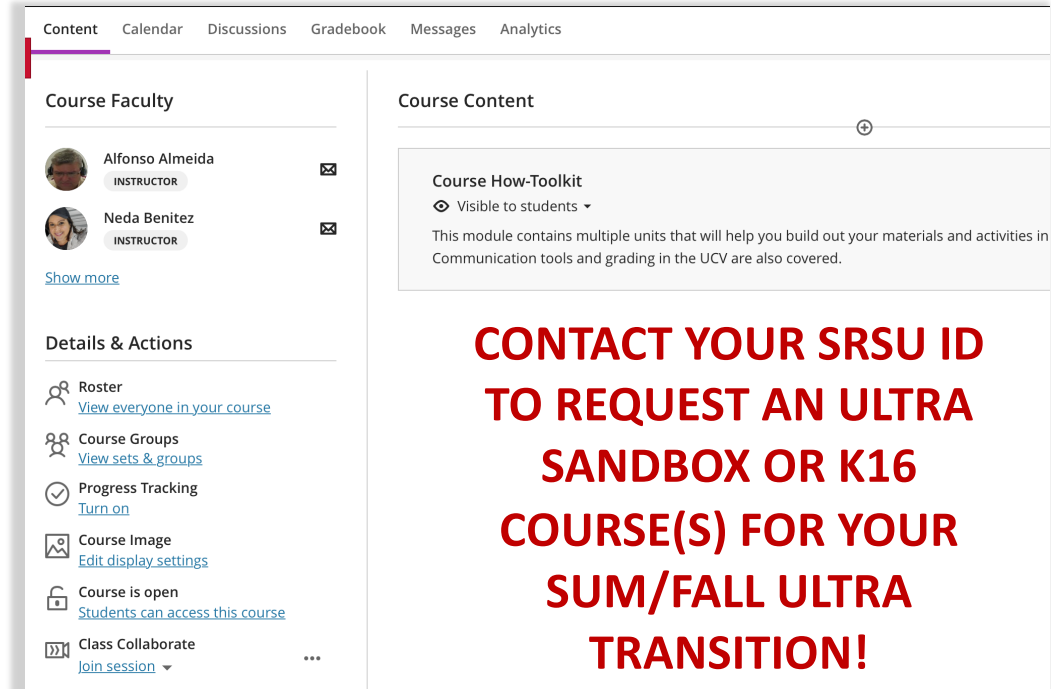 Content Calendar Discussions Gradebook Messages Analytics
Course Faculty
Alfonso Almeida
INSTRUCTOR
Neda Benitez
INSTRUCTOR
Show more
Details & Actions
Roster
View everyone in your course
Course Groups
View sets & groups
Progress Tracking
Turn on
Course Image
Edit display settings
Course is open
Students can access this course
Class Collaborate
Join session
Course Content
Course How-Toolkit
Visible to students
This module contains multiple units that will help you build out your materials and activities in
Communication tools and grading in the UCV are also covered.
CONTACT YOUR SRSU ID
TO REQUEST AN ULTRA
SANDBOX OR K16
COURSE(S) FOR YOUR
SUM/FALL ULTRA
TRANSITION!